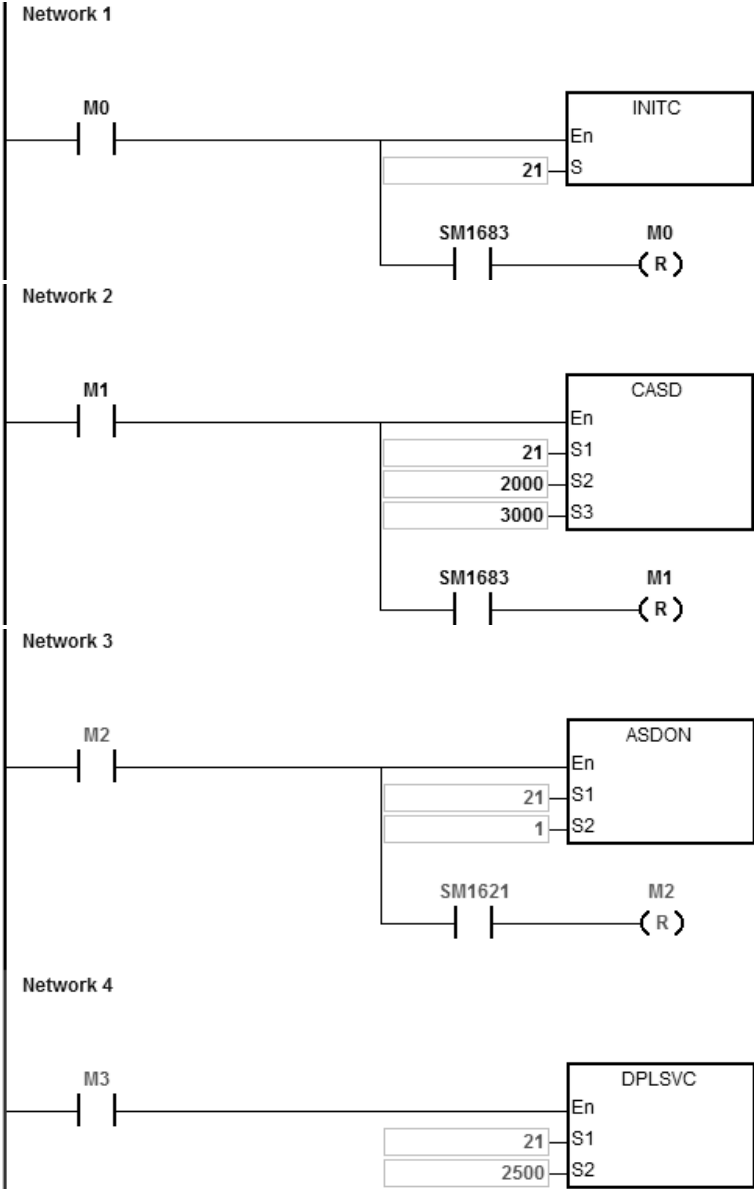 Network 1
M0
INITC
En
21 S
SM1683 M0
( R )
Network 2
M1
CASD
En
21 S1
2000 S2
3000 S3
SM1683 M1
( R )
Network 3
M2
ASDON
En
21 S1
1 S2
SM1621 M2
( R )
Network 4
M3
DPLSVC
En
21 S1
2500 S2